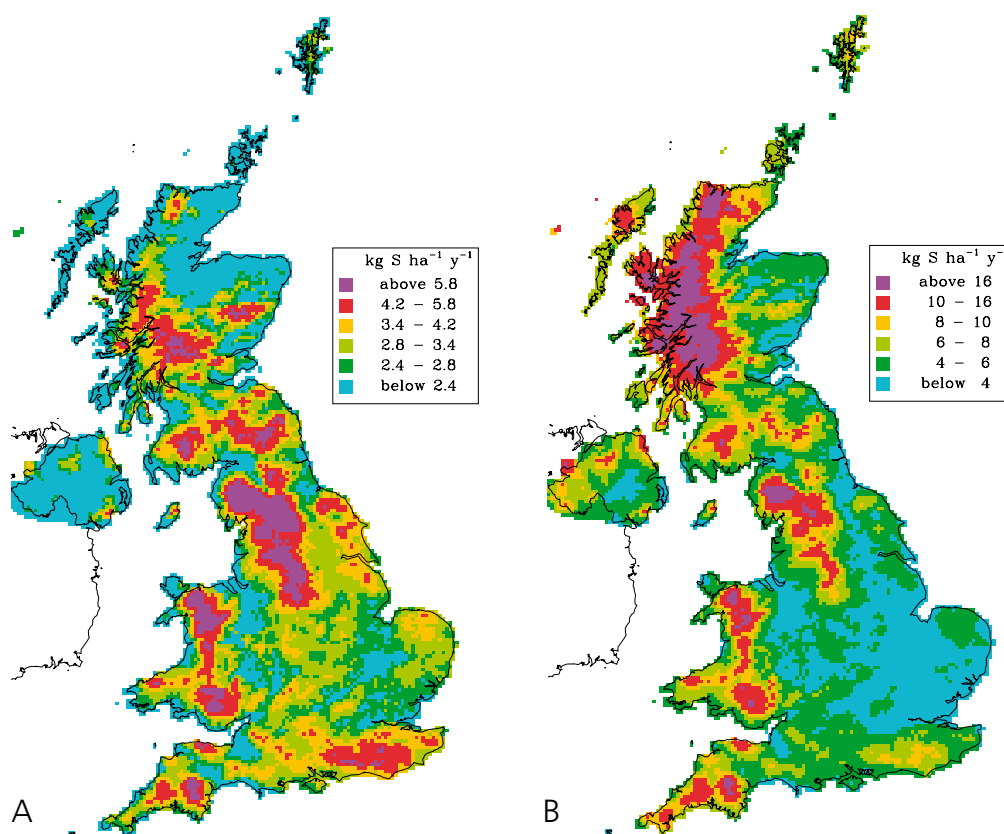 kg S ha⁻¹ y⁻¹
above 5.8
4.2 – 5.8
3.4 – 4.2
2.8 – 3.4
2.4 – 2.8
below 2.4
A
kg S ha⁻¹ y⁻¹
above 16
10 – 16
8 – 10
6 – 8
4 – 6
below 4
B